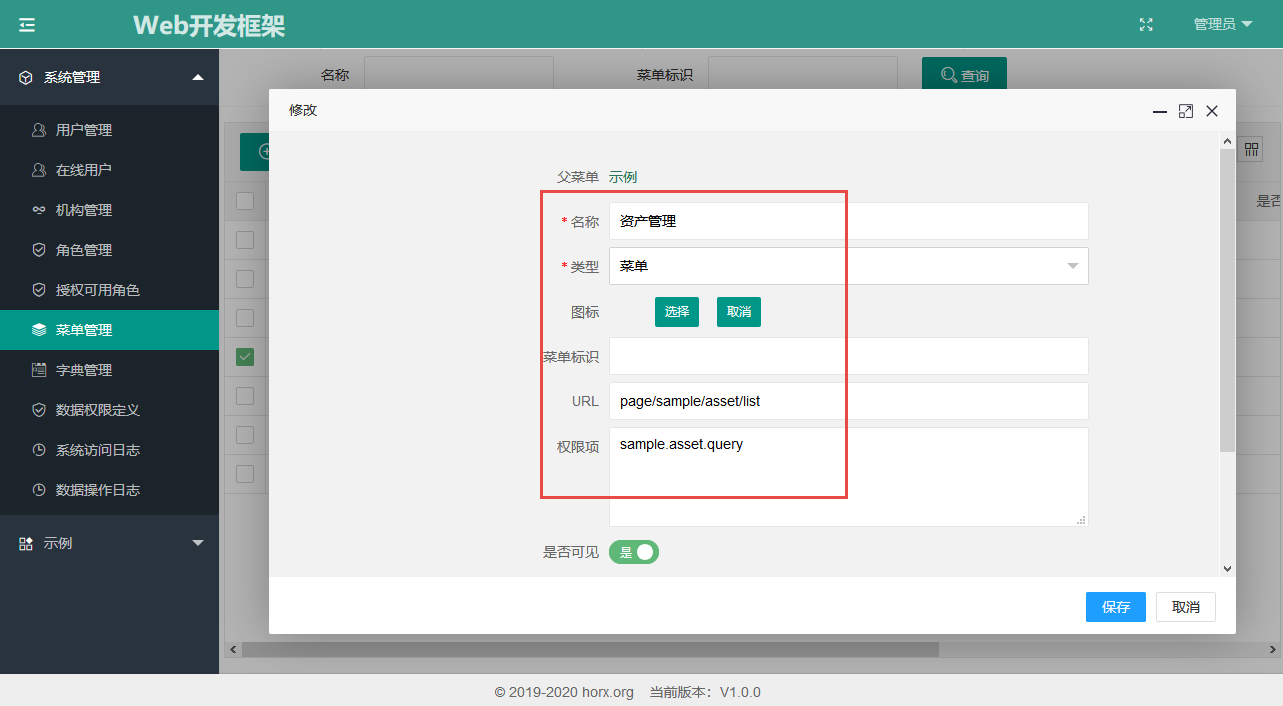 Web开发框架
管理员
系统管理
用户管理
在线用户
机构管理
角色管理
授权可用角色
菜单管理
字典管理
数据权限定义
系统访问日志
数据操作日志
示例
名称
菜单标识
查询
是否
修改
父菜单 示例
* 名称 资产管理
* 类型 菜单
图标 选择 取消
菜单标识
URL page/sample/asset/list
权限项 sample.asset.query
是否可见 是
保存 取消
© 2019-2020 horx.org 当前版本：V1.0.0